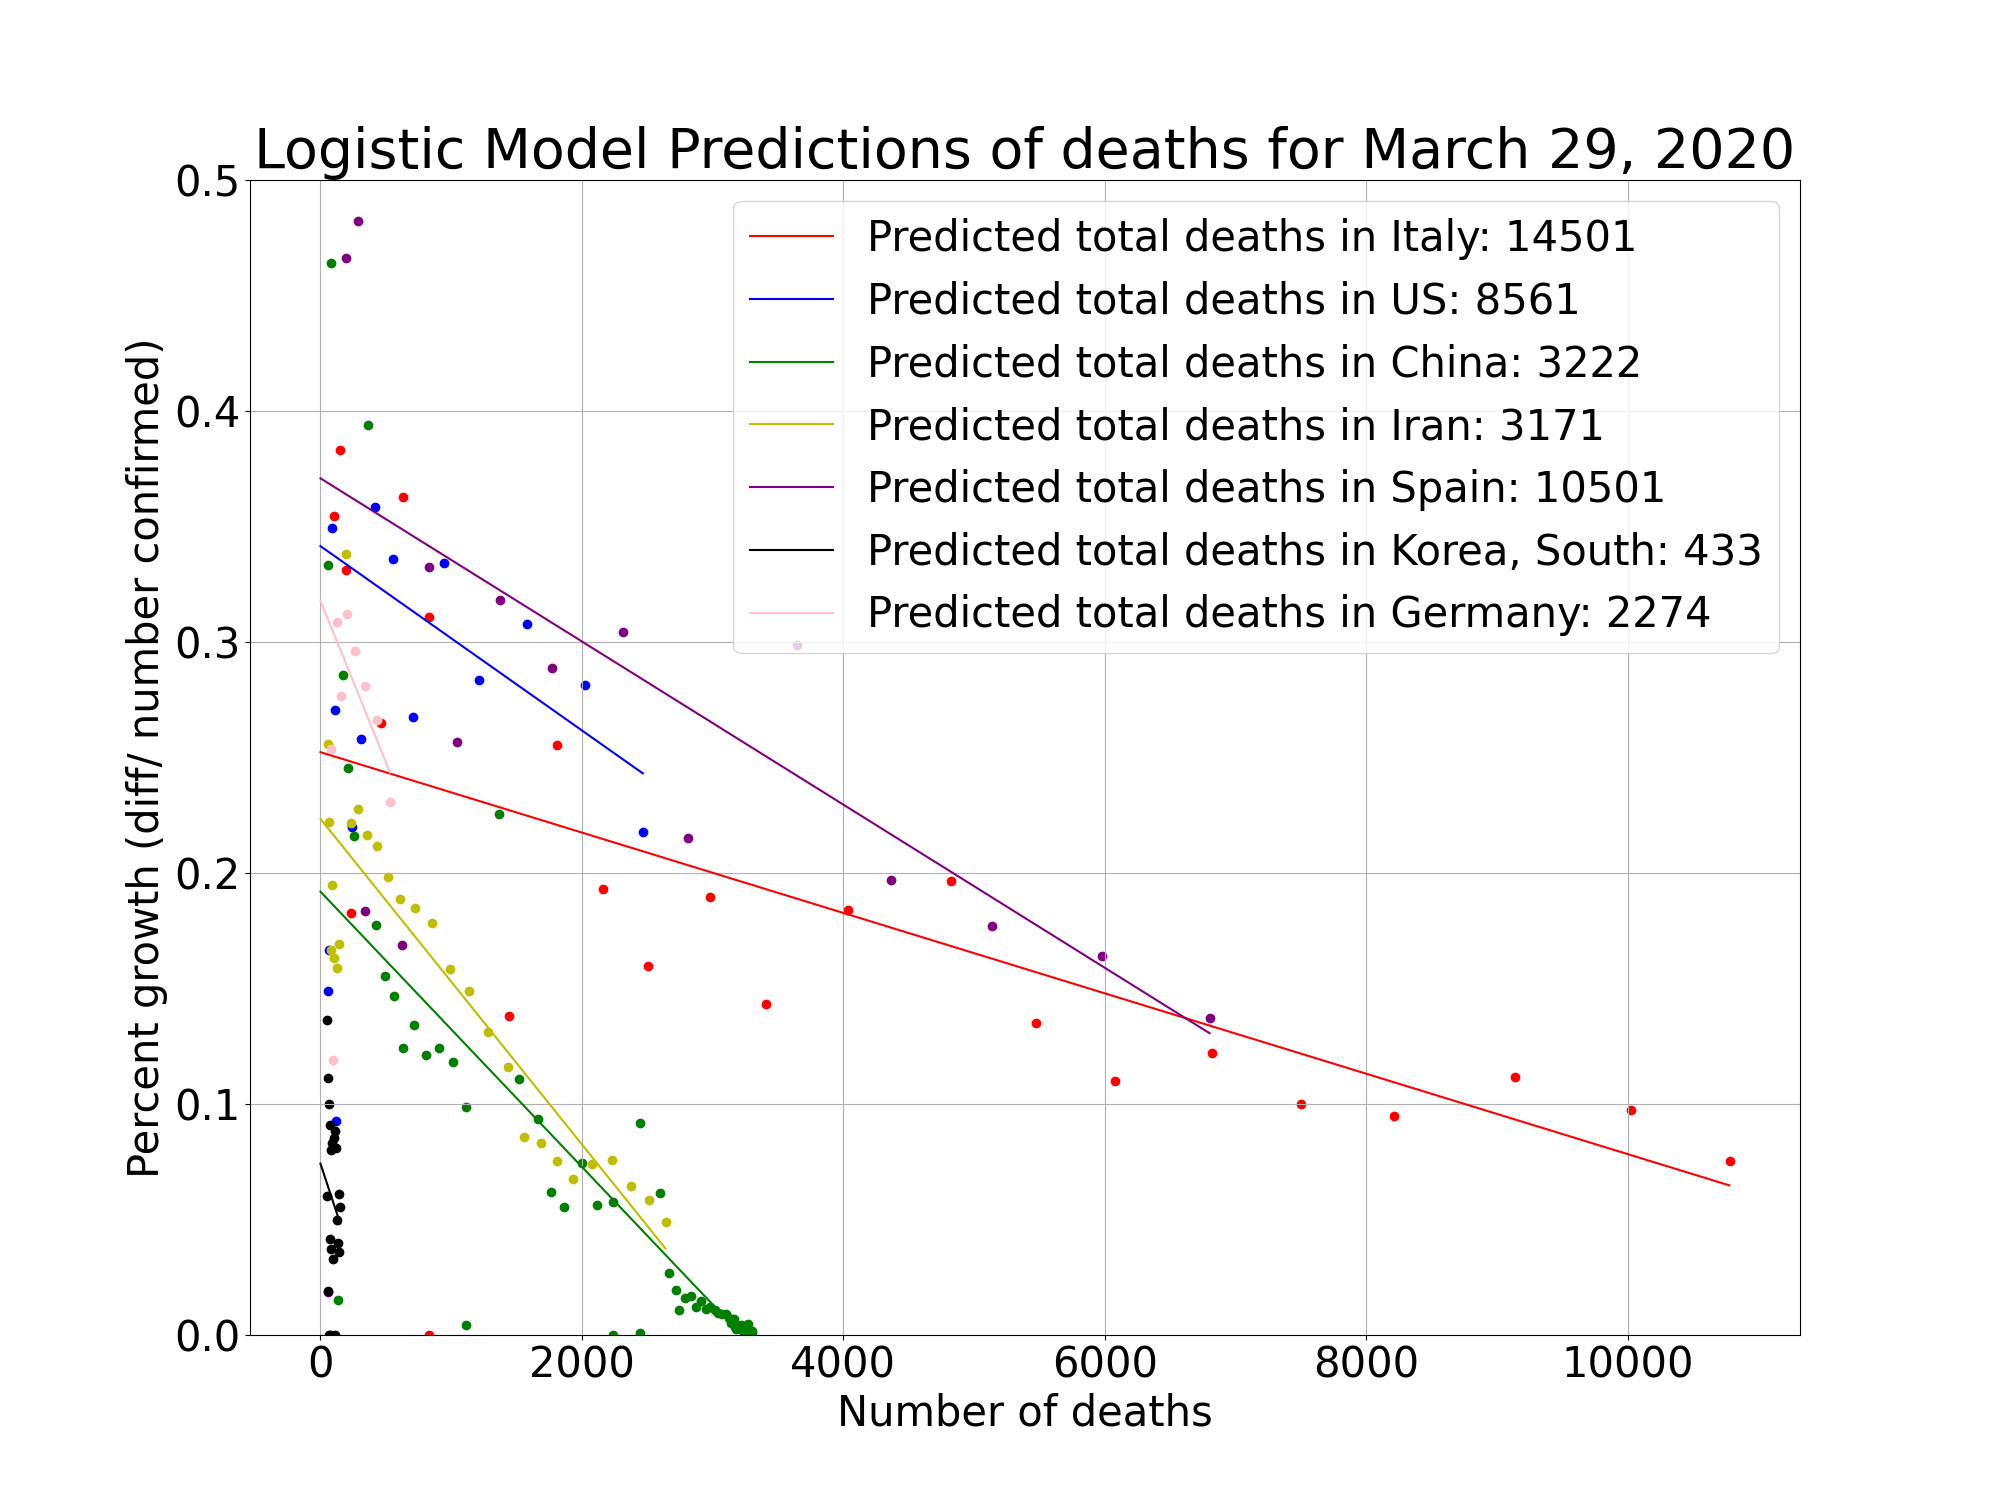 Logistic Model Predictions of deaths for March 29, 2020
Percent growth (diff/ number confirmed)
0.5
0.4
0.3
0.2
0.1
0.0
Predicted total deaths in Italy: 14501
Predicted total deaths in US: 8561
Predicted total deaths in China: 3222
Predicted total deaths in Iran: 3171
Predicted total deaths in Spain: 10501
Predicted total deaths in Korea, South: 433
Predicted total deaths in Germany: 2274
0 2000 4000 6000 8000 10000
Number of deaths